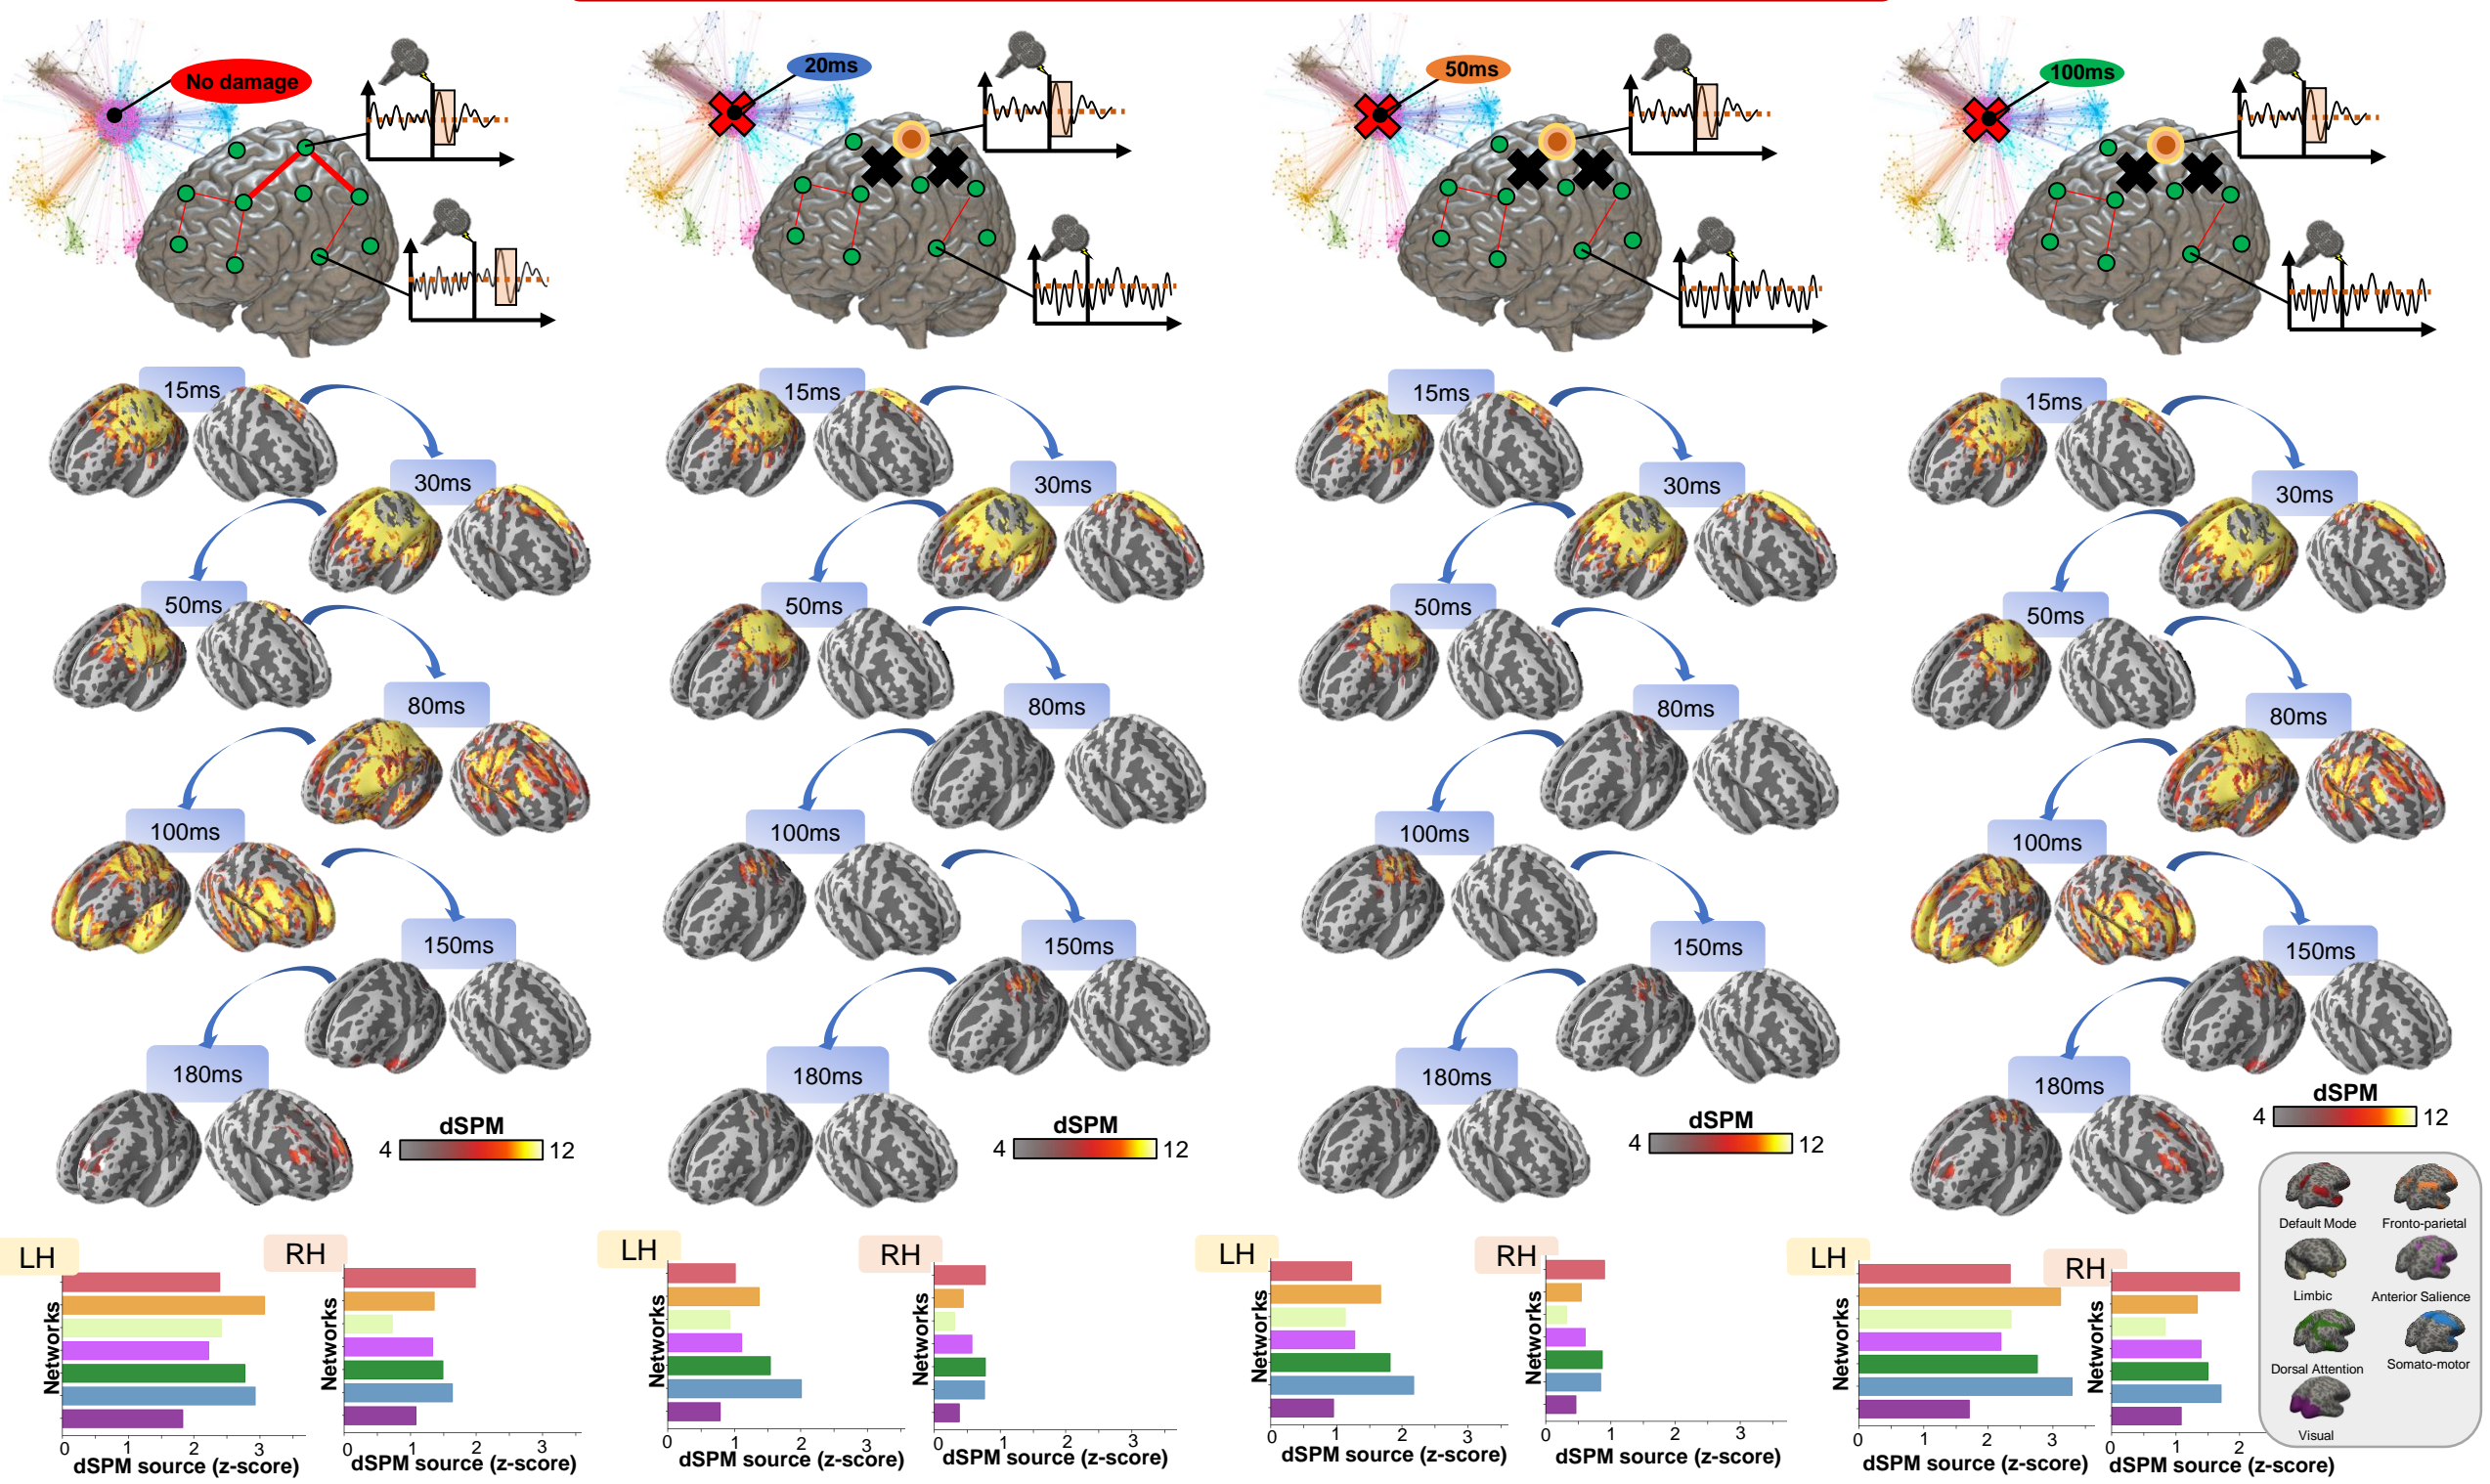 No damage
20ms
50ms
100ms
15ms
30ms
50ms
80ms
100ms
150ms
180ms
dSPM
4 12
15ms
30ms
50ms
80ms
100ms
150ms
180ms
dSPM
4 12
15ms
30ms
50ms
80ms
100ms
150ms
180ms
dSPM
4 12
15ms
30ms
50ms
80ms
100ms
150ms
180ms
dSPM
4 12
Default Mode
Fronto-parietal
Limbic
Anterior Salience
Dorsal Attention
Somato-motor
Visual
LH
Networks
0 1 2 3
dSPM source (z-score)
RH
Networks
0 1 2 3
dSPM source (z-score)
LH
Networks
0 1 2 3
dSPM source (z-score)
RH
Networks
0 1 2 3
dSPM source (z-score)
LH
Networks
0 1 2 3
dSPM source (z-score)
RH
Networks
0 1 2 3
dSPM source (z-score)
LH
Networks
0 1 2 3
dSPM source (z-score)
RH
Networks
0 1 2
dSPM source (z-score)